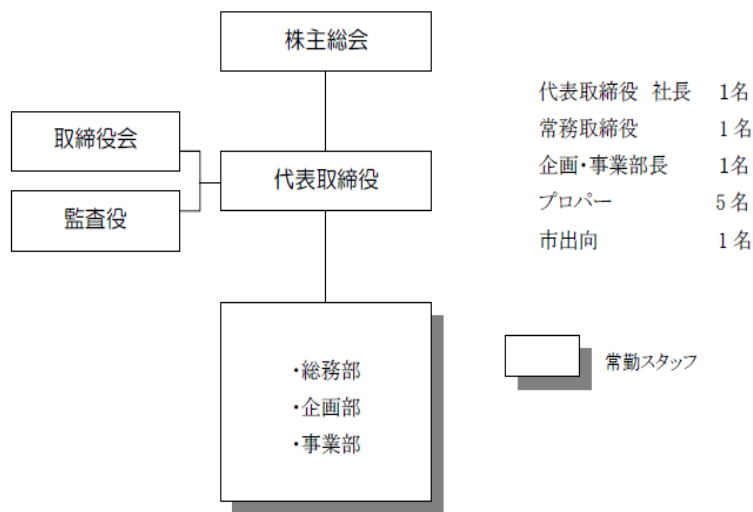 株主総会
取締役会
代表取締役
監査役
・総務部
・企画部
・事業部
代表取締役 社長 1名
常務取締役 1名
企画・事業部長 1名
プロパー 5名
市出向 1名
常勤スタッフ